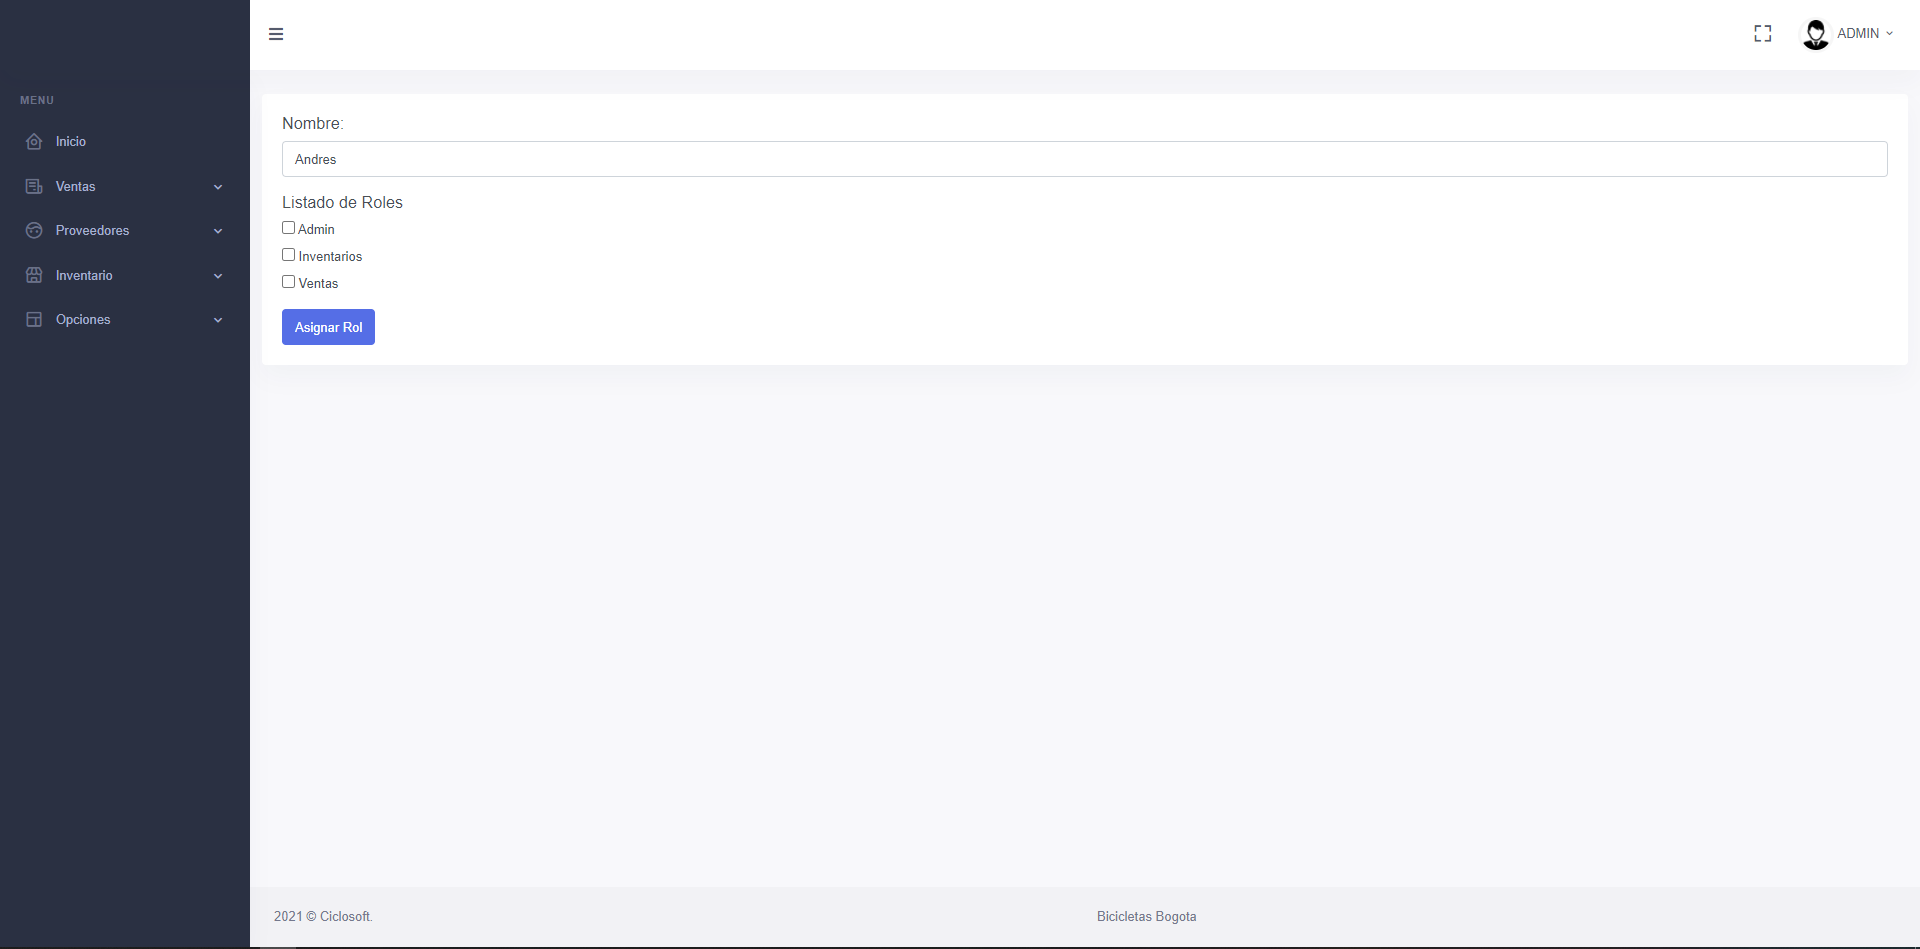 ADMIN
MENU
Inicio
Ventas
Proveedores
Inventario
Opciones
Nombre:
Andres
Listado de Roles
Admin
Inventarios
Ventas
Asignar Rol
2021 © Ciclosoft.
Bicicletas Bogota